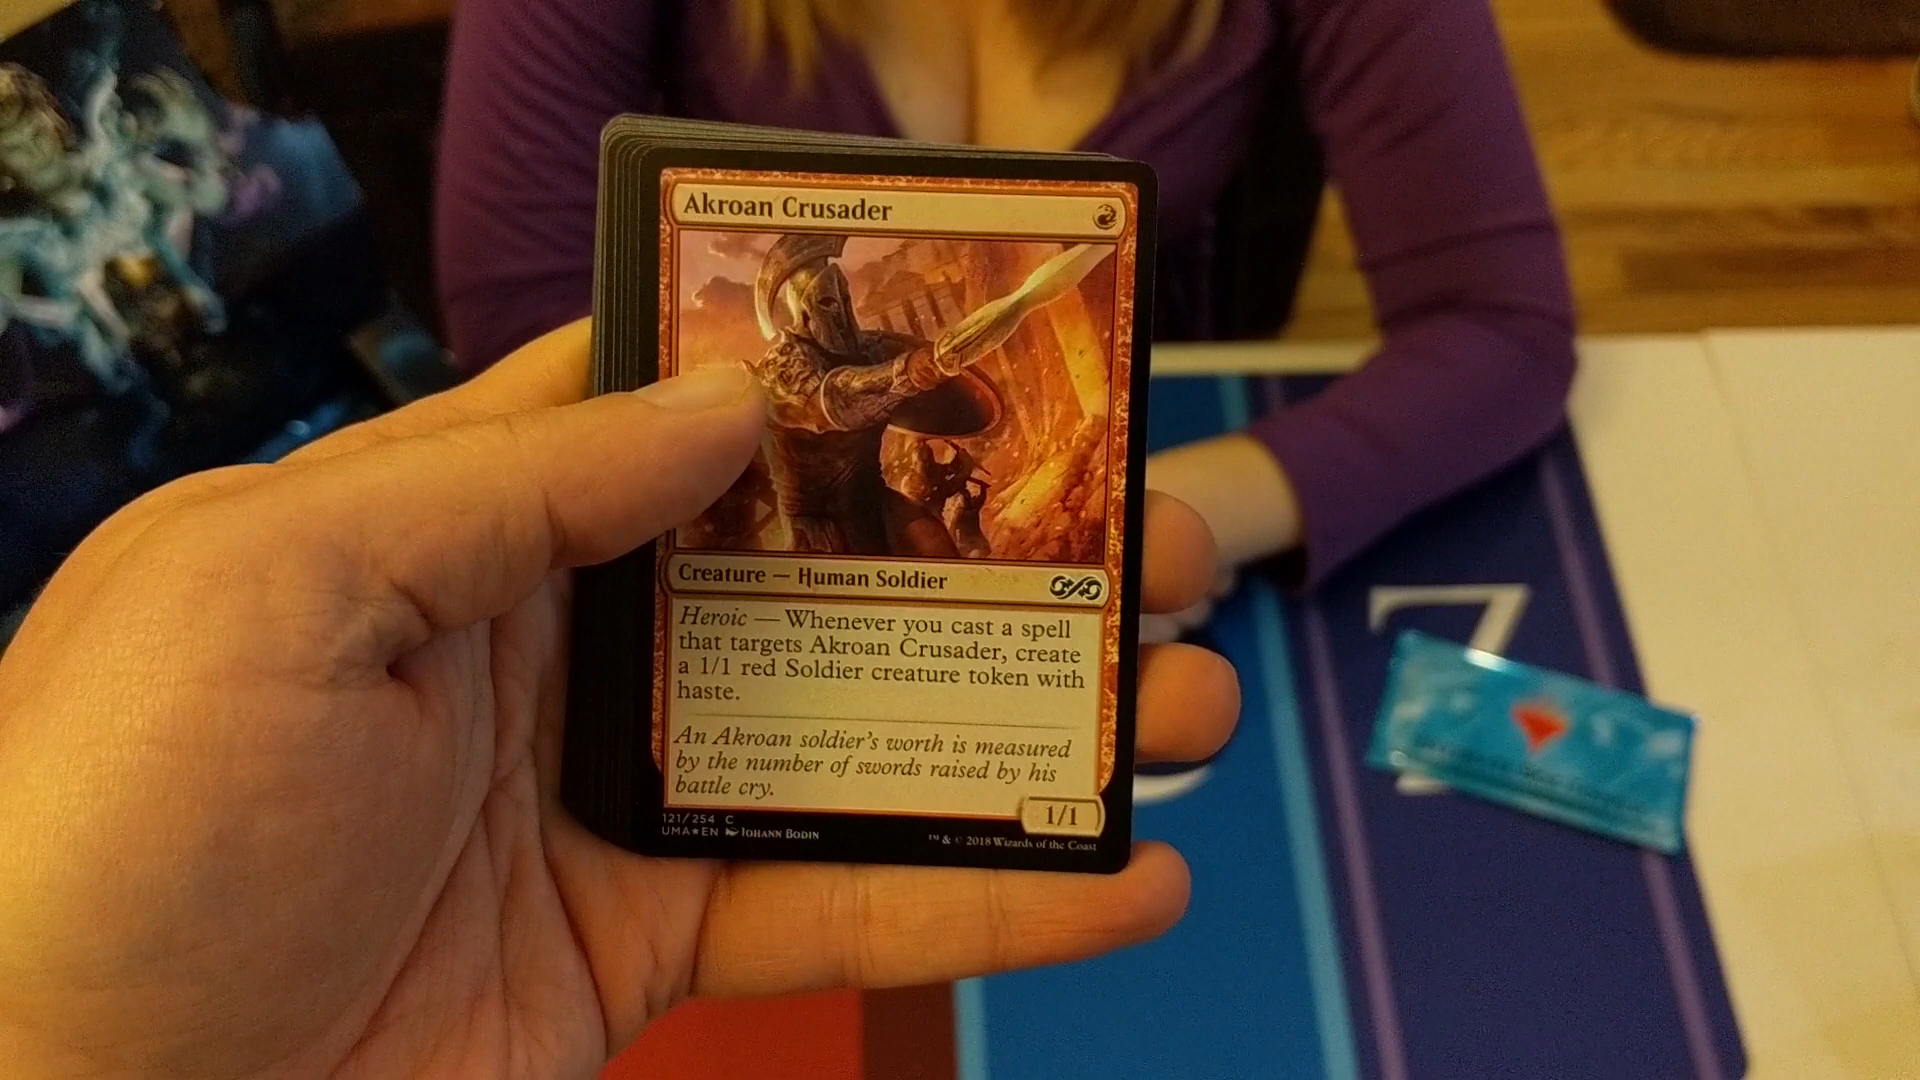 Akroan Crusader
Creature — Human Soldier
Heroic — Whenever you cast a spell
that targets Akroan Crusader, create
a 1/1 red Soldier creature token with
haste.
An Akroan soldier's worth is measured
by the number of swords raised by his
battle cry.
1/1
121/254 C
UMA★EN Johann Bodin
™ & © 2018 Wizards of the Coast